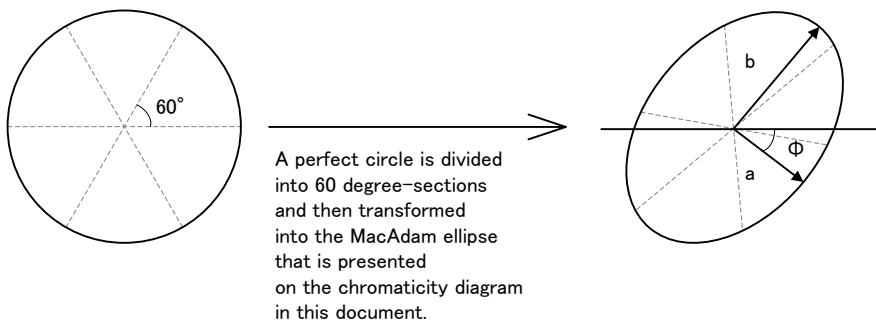 60°
A perfect circle is divided
into 60 degree-sections
and then transformed
into the MacAdam ellipse
that is presented
on the chromaticity diagram
in this document.
b
Φ
a